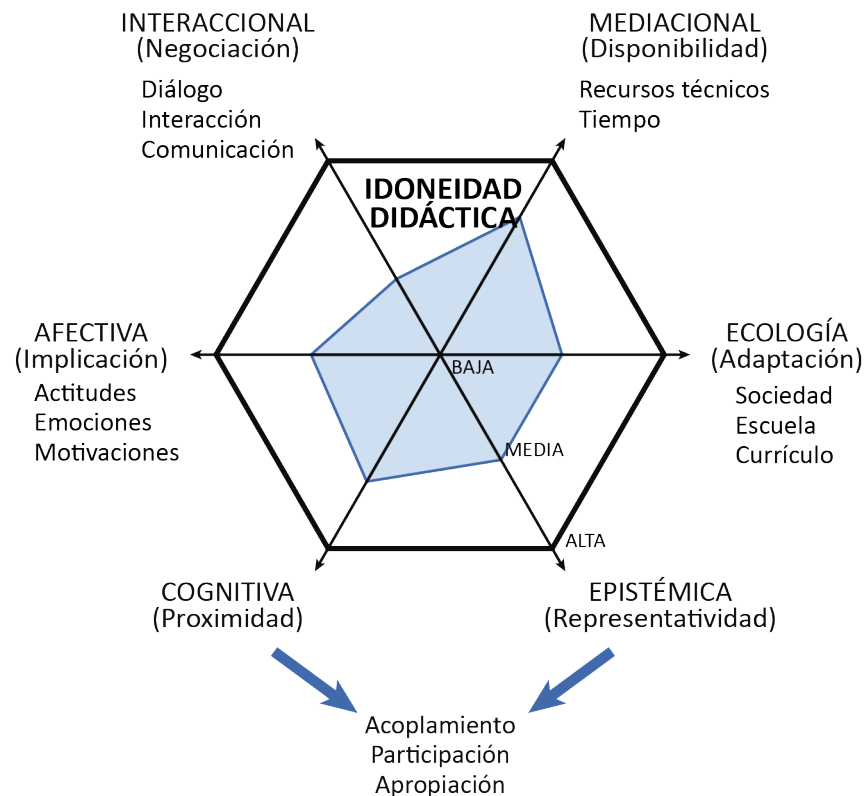 INTERACCIONAL
(Negociación)
Diálogo
Interacción
Comunicación
MEDIACIONAL
(Disponibilidad)
Recursos técnicos
Tiempo
IDONEIDAD
DIDÁCTICA
AFECTIVA
(Implicación)
Actitudes
Emociones
Motivaciones
BAJA
MEDIA
ALTA
ECOLOGÍA
(Adaptación)
Sociedad
Escuela
Currículo
COGNITIVA
(Proximidad)
EPISTÉMICA
(Representatividad)
Acoplamiento
Participación
Apropiación